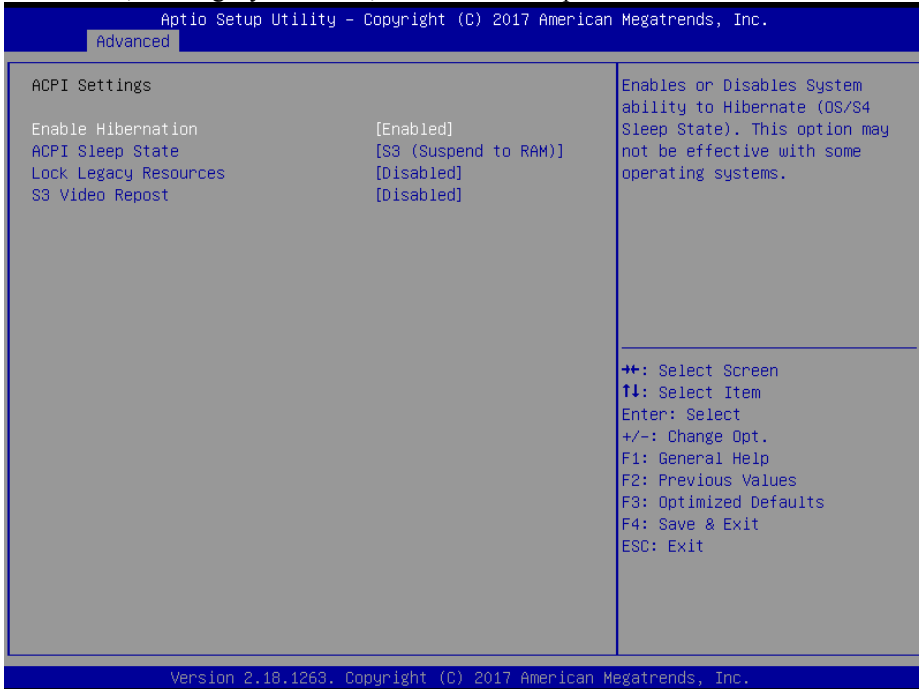 Aptio Setup Utility – Copyright (C) 2017 American Megatrends, Inc.
Advanced
ACPI Settings
Enable Hibernation [Enabled]
ACPI Sleep State [S3 (Suspend to RAM)]
Lock Legacy Resources [Disabled]
S3 Video Repost [Disabled]
Enables or Disables System
ability to Hibernate (OS/S4
Sleep State). This option may
not be effective with some
operating systems.
→←: Select Screen
↑↓: Select Item
Enter: Select
+/-: Change Opt.
F1: General Help
F2: Previous Values
F3: Optimized Defaults
F4: Save & Exit
ESC: Exit
Version 2.18.1263. Copyright (C) 2017 American Megatrends, Inc.